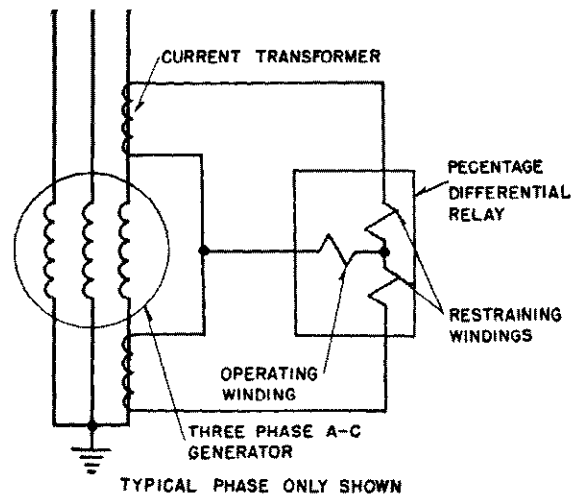 CURRENT TRANSFORMER
PECENTAGE
DIFFERENTIAL
RELAY
RESTRAINING
WINDINGS
OPERATING
WINDING
THREE PHASE A-C
GENERATOR
TYPICAL PHASE ONLY SHOWN